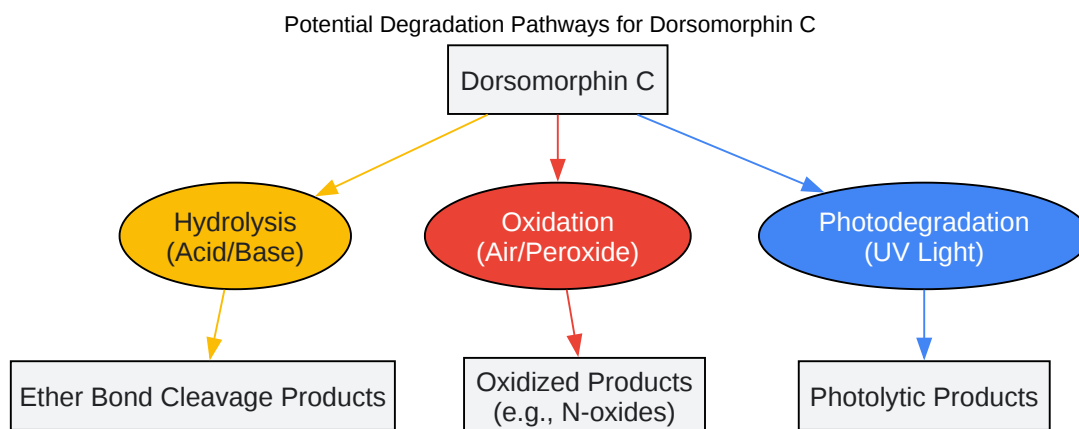 Potential Degradation Pathways for Dorsomorphin C
Dorsomorphin C
Hydrolysis
(Acid/Base)
Oxidation
(Air/Peroxide)
Photodegradation
(UV Light)
Ether Bond Cleavage Products
Oxidized Products
(e.g., N-oxides)
Photolytic Products